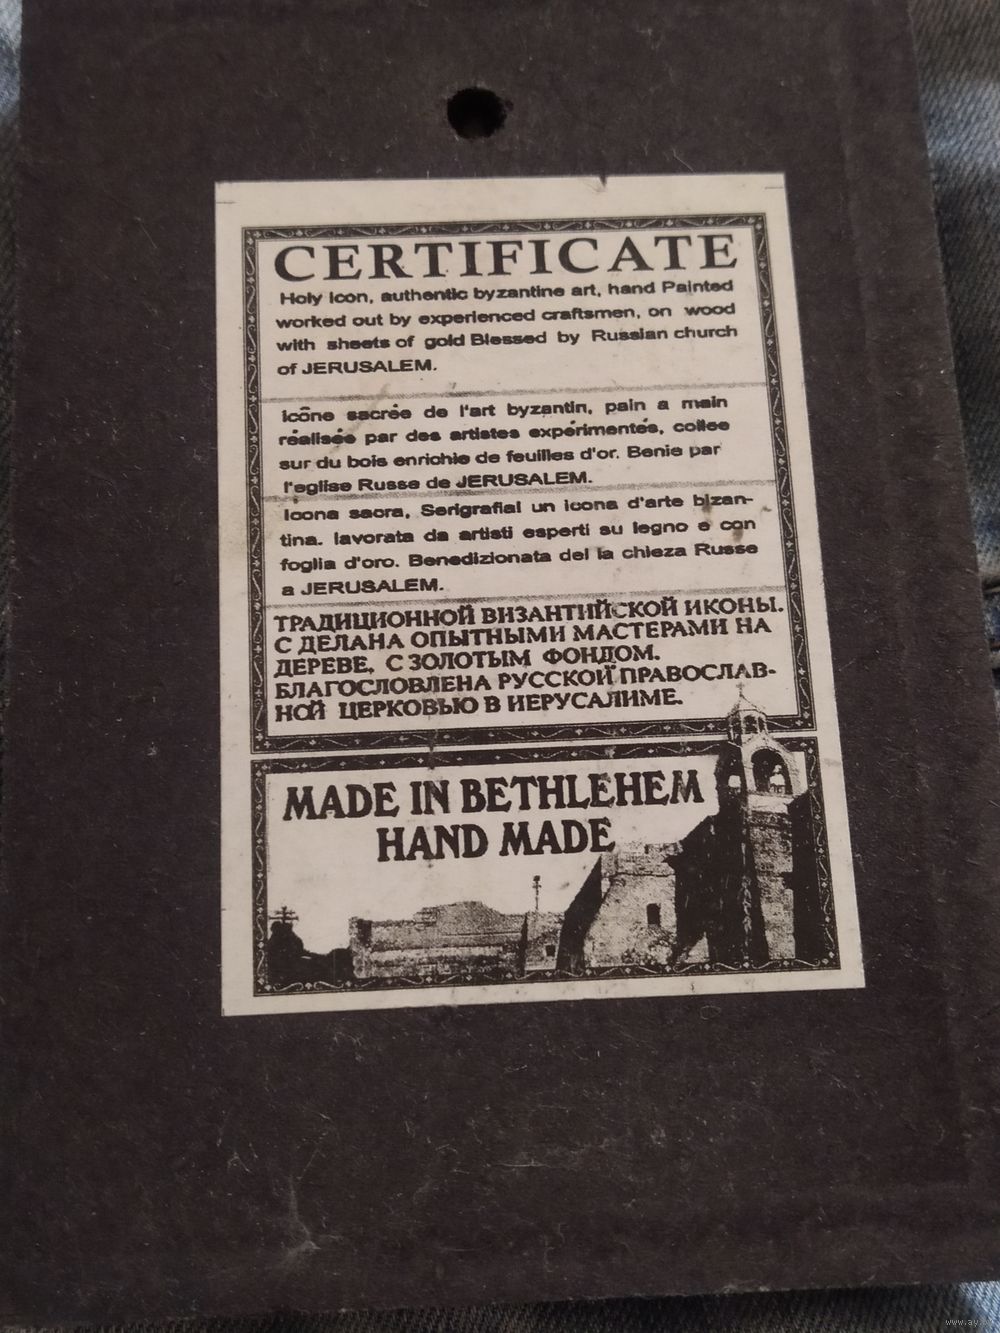 CERTIFICATE
Holy Icon, authentic byzantine art, hand Painted
worked out by experienced craftsmen, on wood
with sheets of gold Blessed by Russian church
of JERUSALEM.
Icône sacrée de l'art byzantin, pain a main
réalisée par des artistes expérimentés, collee
sur du bois enrichie de feuilles d'or. Benie par
l'eglise Russe de JERUSALEM.
Icona sacra, Serigrafial un icona d'arte bizan-
tina. lavorata da artisti esperti su legno e con
foglia d'oro. Benedizionata del la chieza Russe
a JERUSALEM.
ТРАДИЦИОННОЙ ВИЗАНТИЙСКОЙ ИКОНЫ.
С ДЕЛАНА ОПЫТНЫМИ МАСТЕРАМИ НА
ДЕРЕВЕ, С ЗОЛОТЫМ ФОНДОМ.
БЛАГОСЛОВЛЕНА РУССКОЙ ПРАВОСЛАВ-
НОЙ ЦЕРКОВЬЮ В ИЕРУСАЛИМЕ.
MADE IN BETHLEHEM
HAND MADE